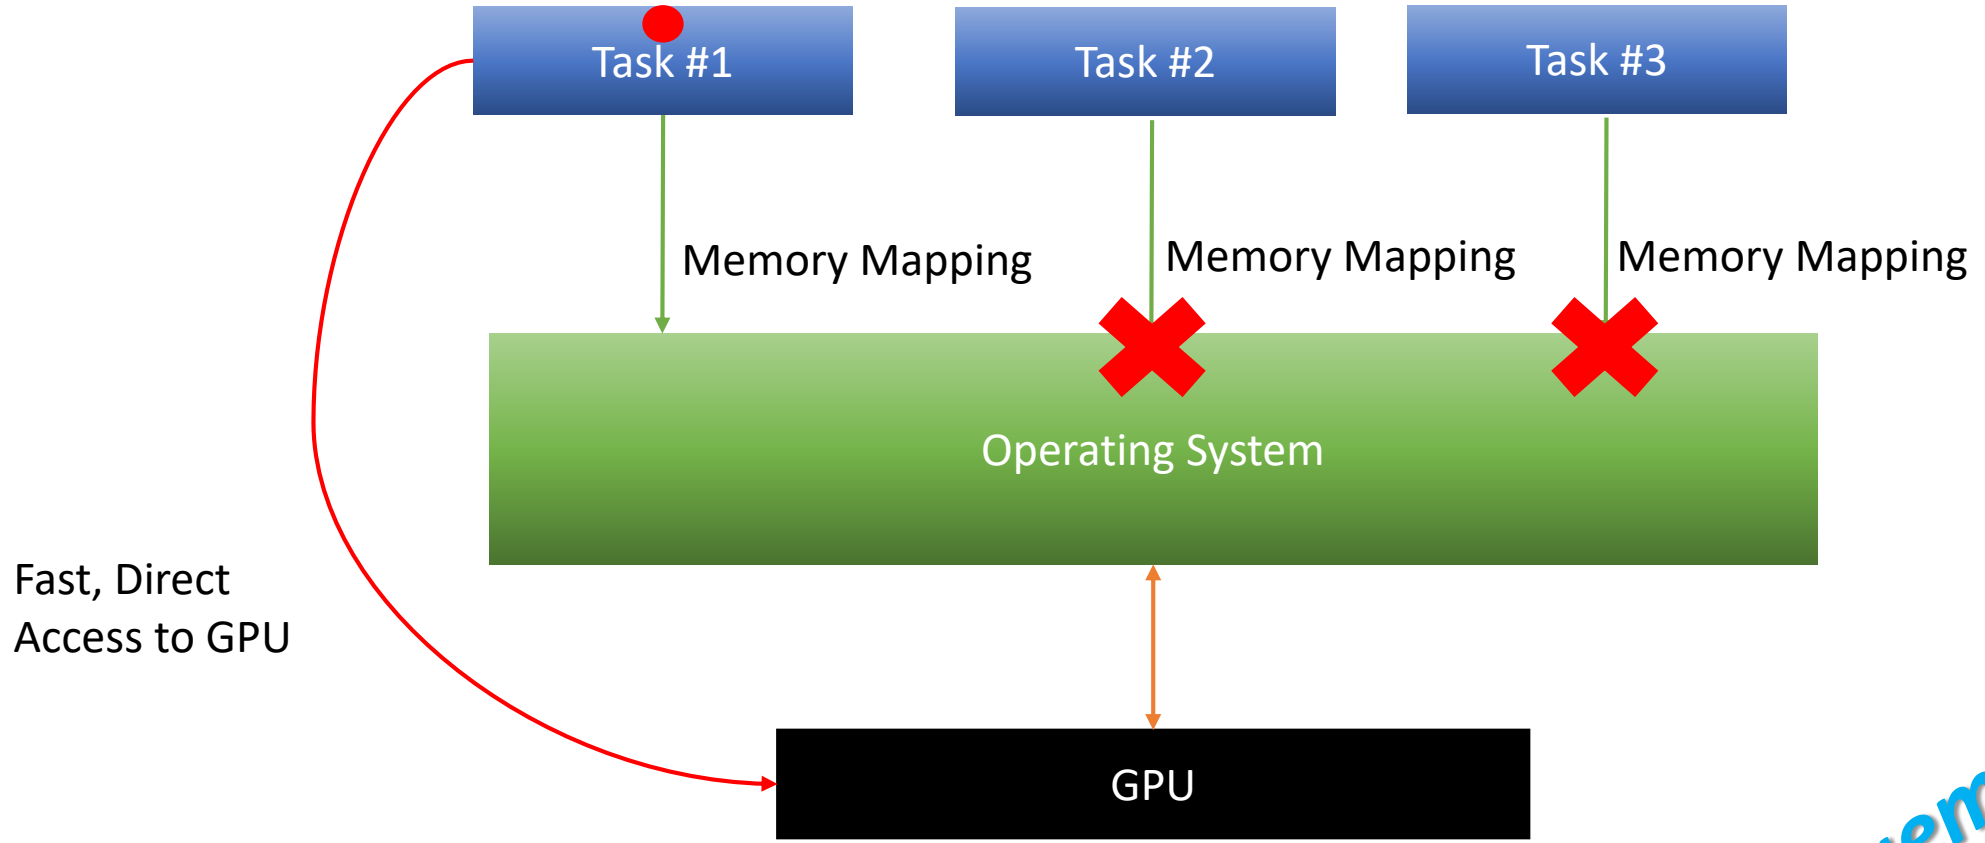 Task #1
Task #2
Task #3
Memory Mapping
Memory Mapping
Memory Mapping
Operating System
Fast, Direct
Access to GPU
GPU